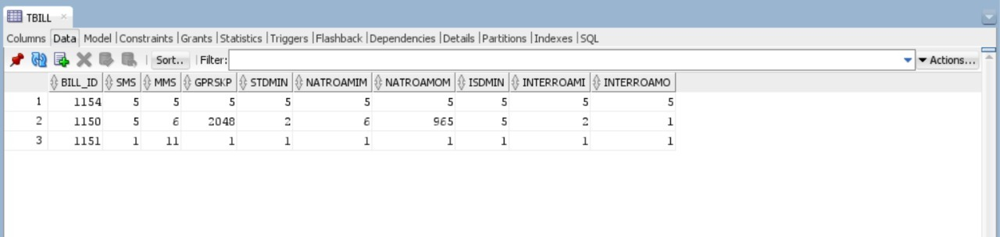 TBILL
Columns Data Model Constraints Grants Statistics Triggers Flashback Dependencies Details Partitions Indexes SQL
Sort.. Filter: Actions...
BILL_ID SMS MMS GPRSKP STDMIN NATROAMIM NATROAMOM ISDMIN INTERROAMI INTERROAMO
1 1154 5 5 5 5 5 5 5 5 5
2 1150 5 6 2048 2 6 965 5 2 1
3 1151 1 11 1 1 1 1 1 1 1